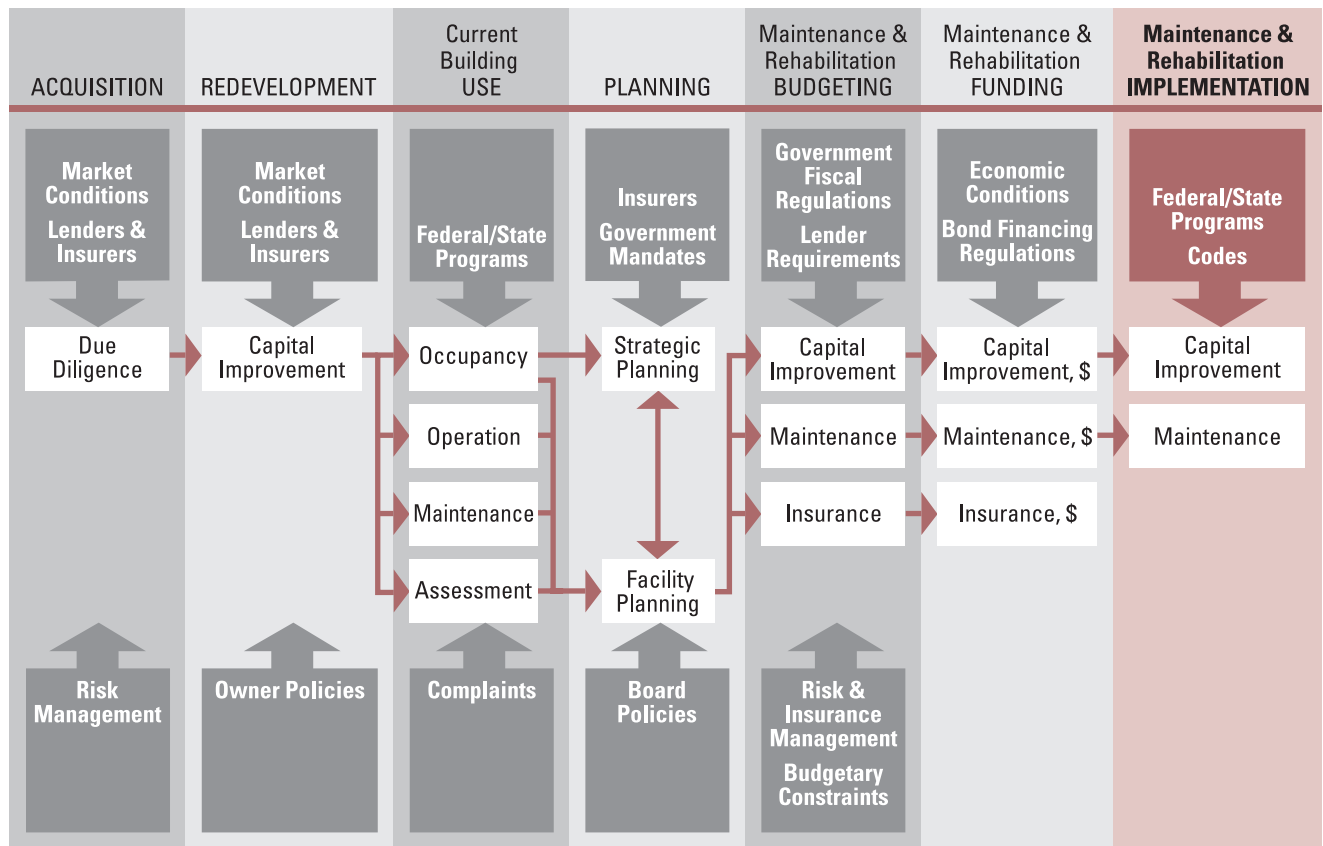 ACQUISITION
REDEVELOPMENT
Current
Building
USE
PLANNING
Maintenance &
Rehabilitation
BUDGETING
Maintenance &
Rehabilitation
FUNDING
Maintenance &
Rehabilitation
IMPLEMENTATION
Market
Conditions
Lenders &
Insurers
Market
Conditions
Lenders &
Insurers
Federal/State
Programs
Insurers
Government
Mandates
Government
Fiscal
Regulations
Lender
Requirements
Economic
Conditions
Bond Financing
Regulations
Federal/State
Programs
Codes
Due
Diligence
Capital
Improvement
Occupancy
Operation
Maintenance
Assessment
Strategic
Planning
Facility
Planning
Capital
Improvement
Maintenance
Insurance
Capital
Improvement, $
Maintenance, $
Insurance, $
Capital
Improvement
Maintenance
Risk
Management
Owner Policies
Complaints
Board
Policies
Risk &
Insurance
Management
Budgetary
Constraints